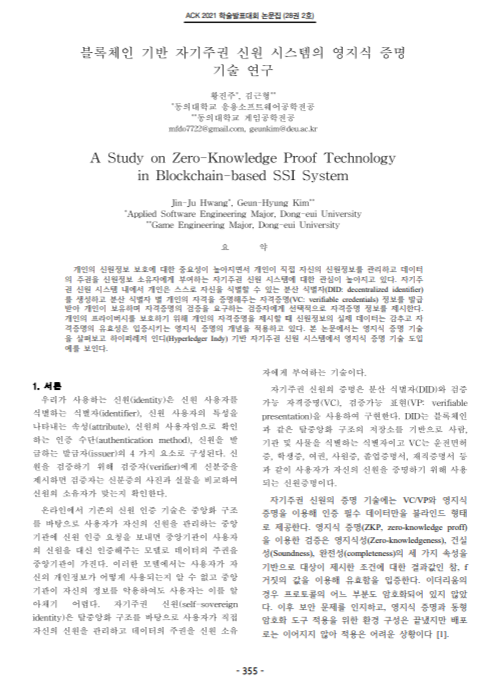 ACK 2021 학술발표대회 논문집 (28권 2호)
블록체인 기반 자기주권 신원 시스템의 영지식 증명
기술 연구
황진주*, 김근형**
*동의대학교 응용소프트웨어공학전공
**동의대학교 게임공학전공
mfdo7722@gmail.com, geunkim@deu.ac.kr
A Study on Zero-Knowledge Proof Technology
in Blockchain-based SSI System
Jin-Ju Hwang*, Geun-Hyung Kim**
*Applied Software Engineering Major, Dong-eui University
**Game Engineering Major, Dong-eui University
요 약
개인의 신원정보 보호에 대한 중요성이 높아지면서 개인이 직접 자신의 신원정보를 관리하고 데이터
의 주권을 신원정보 소유자에게 부여하는 자기주권 신원 시스템에 대한 관심이 높아지고 있다. 자기주
권 신원 시스템 내에서 개인은 스스로 자신을 식별할 수 있는 분산 식별자(DID: decentralized identifier)
를 생성하고 분산 식별자 별 개인의 자격을 증명해주는 자격증명(VC: verifiable credentials) 정보를 발급
받아 개인이 보유하며 자격증명의 검증을 요구하는 검증자에게 선택적으로 자격증명 정보를 제시한다.
개인의 프라이버시를 보호하기 위해 개인의 자격증명을 제시할 때 신원정보의 실제 데이터는 감추고 자
격증명의 유효성은 입증시키는 영지식 증명의 개념을 적용하고 있다. 본 논문에서는 영지식 증명 기술
을 살펴보고 하이퍼레저 인디(Hyperledger Indy) 기반 자기주권 신원 시스템에서 영지식 증명 기술 도입
예를 보인다.
1. 서론
우리가 사용하는 신원(identity)은 신원 사용자를
식별하는 식별자(identifier), 신원 사용자의 특성을
나타내는 속성(attribute), 신원의 사용자임으로 확인
하는 인증 수단(authentication method), 신원을 발
급하는 발급자(issuer)의 4 가지 요소로 구성된다. 신
원을 검증하기 위해 검증자(verifier)에게 신분증을
제시하면 검증자는 신분증의 사진과 실물을 비교하여
신원의 소유자가 맞는지 확인한다.
온라인에서 기존의 신원 인증 기술은 중앙화 구조
를 바탕으로 사용자가 자신의 신원을 관리하는 중앙
기관에 신원 인증 요청을 보내면 중앙기관이 사용자
의 신원을 대신 인증해주는 모델로 데이터의 주권을
중앙기관이 가진다. 이러한 모델에서는 사용자가 자
신의 개인정보가 어떻게 사용되는지 알 수 없고 중앙
기관이 자신의 정보를 악용하여도 사용자는 이를 알
아채기 어렵다. 자기주권 신원(self-sovereign
identity)은 탈중앙화 구조를 바탕으로 사용자가 직접
자신의 신원을 관리하고 데이터의 주권을 신원 소유
자에게 부여하는 기술이다.
자기주권 신원의 증명은 분산 식별자(DID)와 검증
가능 자격증명(VC), 검증가능 표현(VP: verifiable
presentation)을 사용하여 구현한다. DID는 블록체인
과 같은 탈중앙화 구조의 저장소를 기반으로 사람,
기관 및 사물을 식별하는 식별자이고 VC는 운전면허
증, 학생증, 여권, 사원증, 졸업증명서, 재직증명서 등
과 같이 사용자가 자신의 신원을 증명하기 위해 사용
되는 신원증명이다.
자기주권 신원의 증명 기술에는 VC/VP와 영지식
증명을 이용해 인증 필수 데이터만을 블라인드 형태
로 제공한다. 영지식 증명(ZKP, zero-knowledge proff)
을 이용한 검증은 영지식성(Zero-knowledgeness), 건실
성(Soundness), 완전성(completeness)의 세 가지 속성을
기반으로 대상이 제시한 조건에 대한 결과값인 참, f
거짓의 값을 이용해 유효함을 입증한다. 이더리움의
경우 프로토콜의 어느 부분도 암호화되어 있지 않았
다. 이후 보안 문제를 인지하고, 영지식 증명과 동형
암호화 도구 적용을 위한 환경 구성은 끝냈지만 배포
로는 이어지지 않아 적용은 어려운 상황이다 [1].
- 355 -